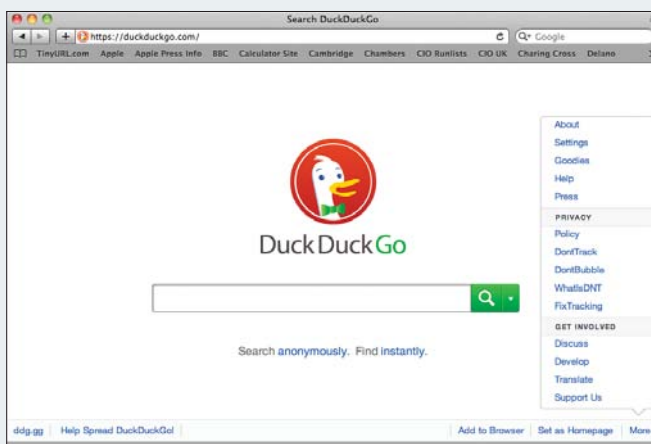 Search DuckDuckGo
https://duckduckgo.com/
Google
TinyURL.com Apple Apple Press Info BBC Calculator Site Cambridge Chambers CIO Runlists CIO UK Charing Cross Delano
About
Settings
Goodies
Help
Press
PRIVACY
Policy
DontTrack
DontBubble
WhatIsDNT
FixTracking
GET INVOLVED
Discuss
Develop
Translate
Support Us
DuckDuckGo
Search anonymously. Find instantly.
ddg.gg Help Spread DuckDuckGo! Add to Browser Set as Homepage More